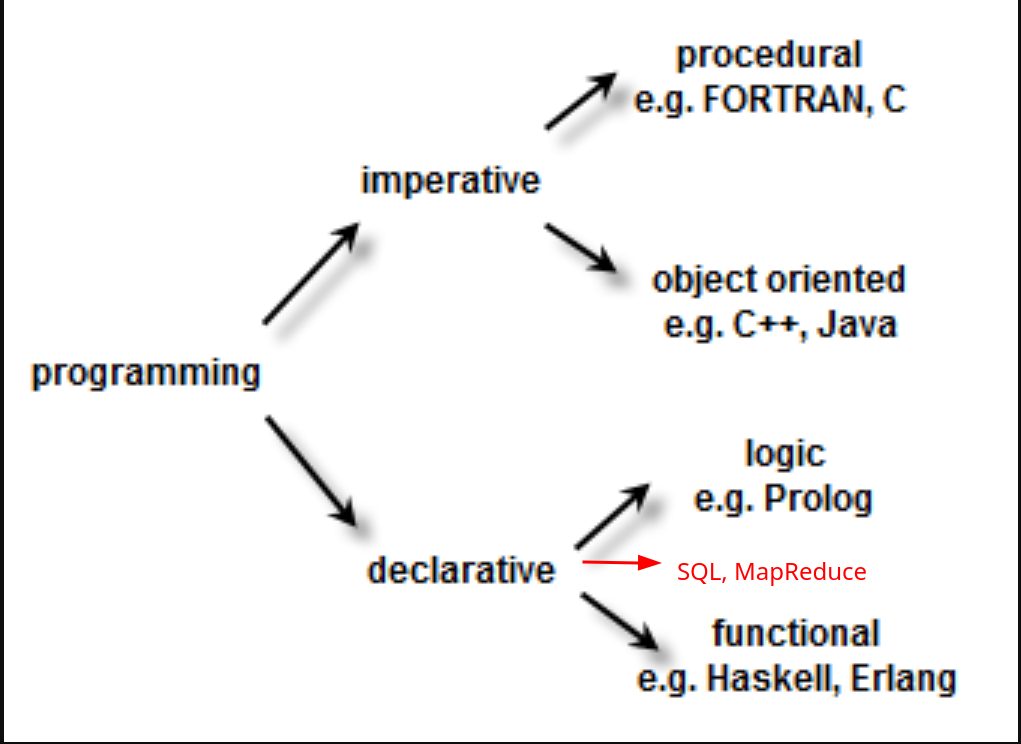 procedural
e.g. FORTRAN, C
imperative
object oriented
e.g. C++, Java
programming
logic
e.g. Prolog
declarative
SQL, MapReduce
functional
e.g. Haskell, Erlang